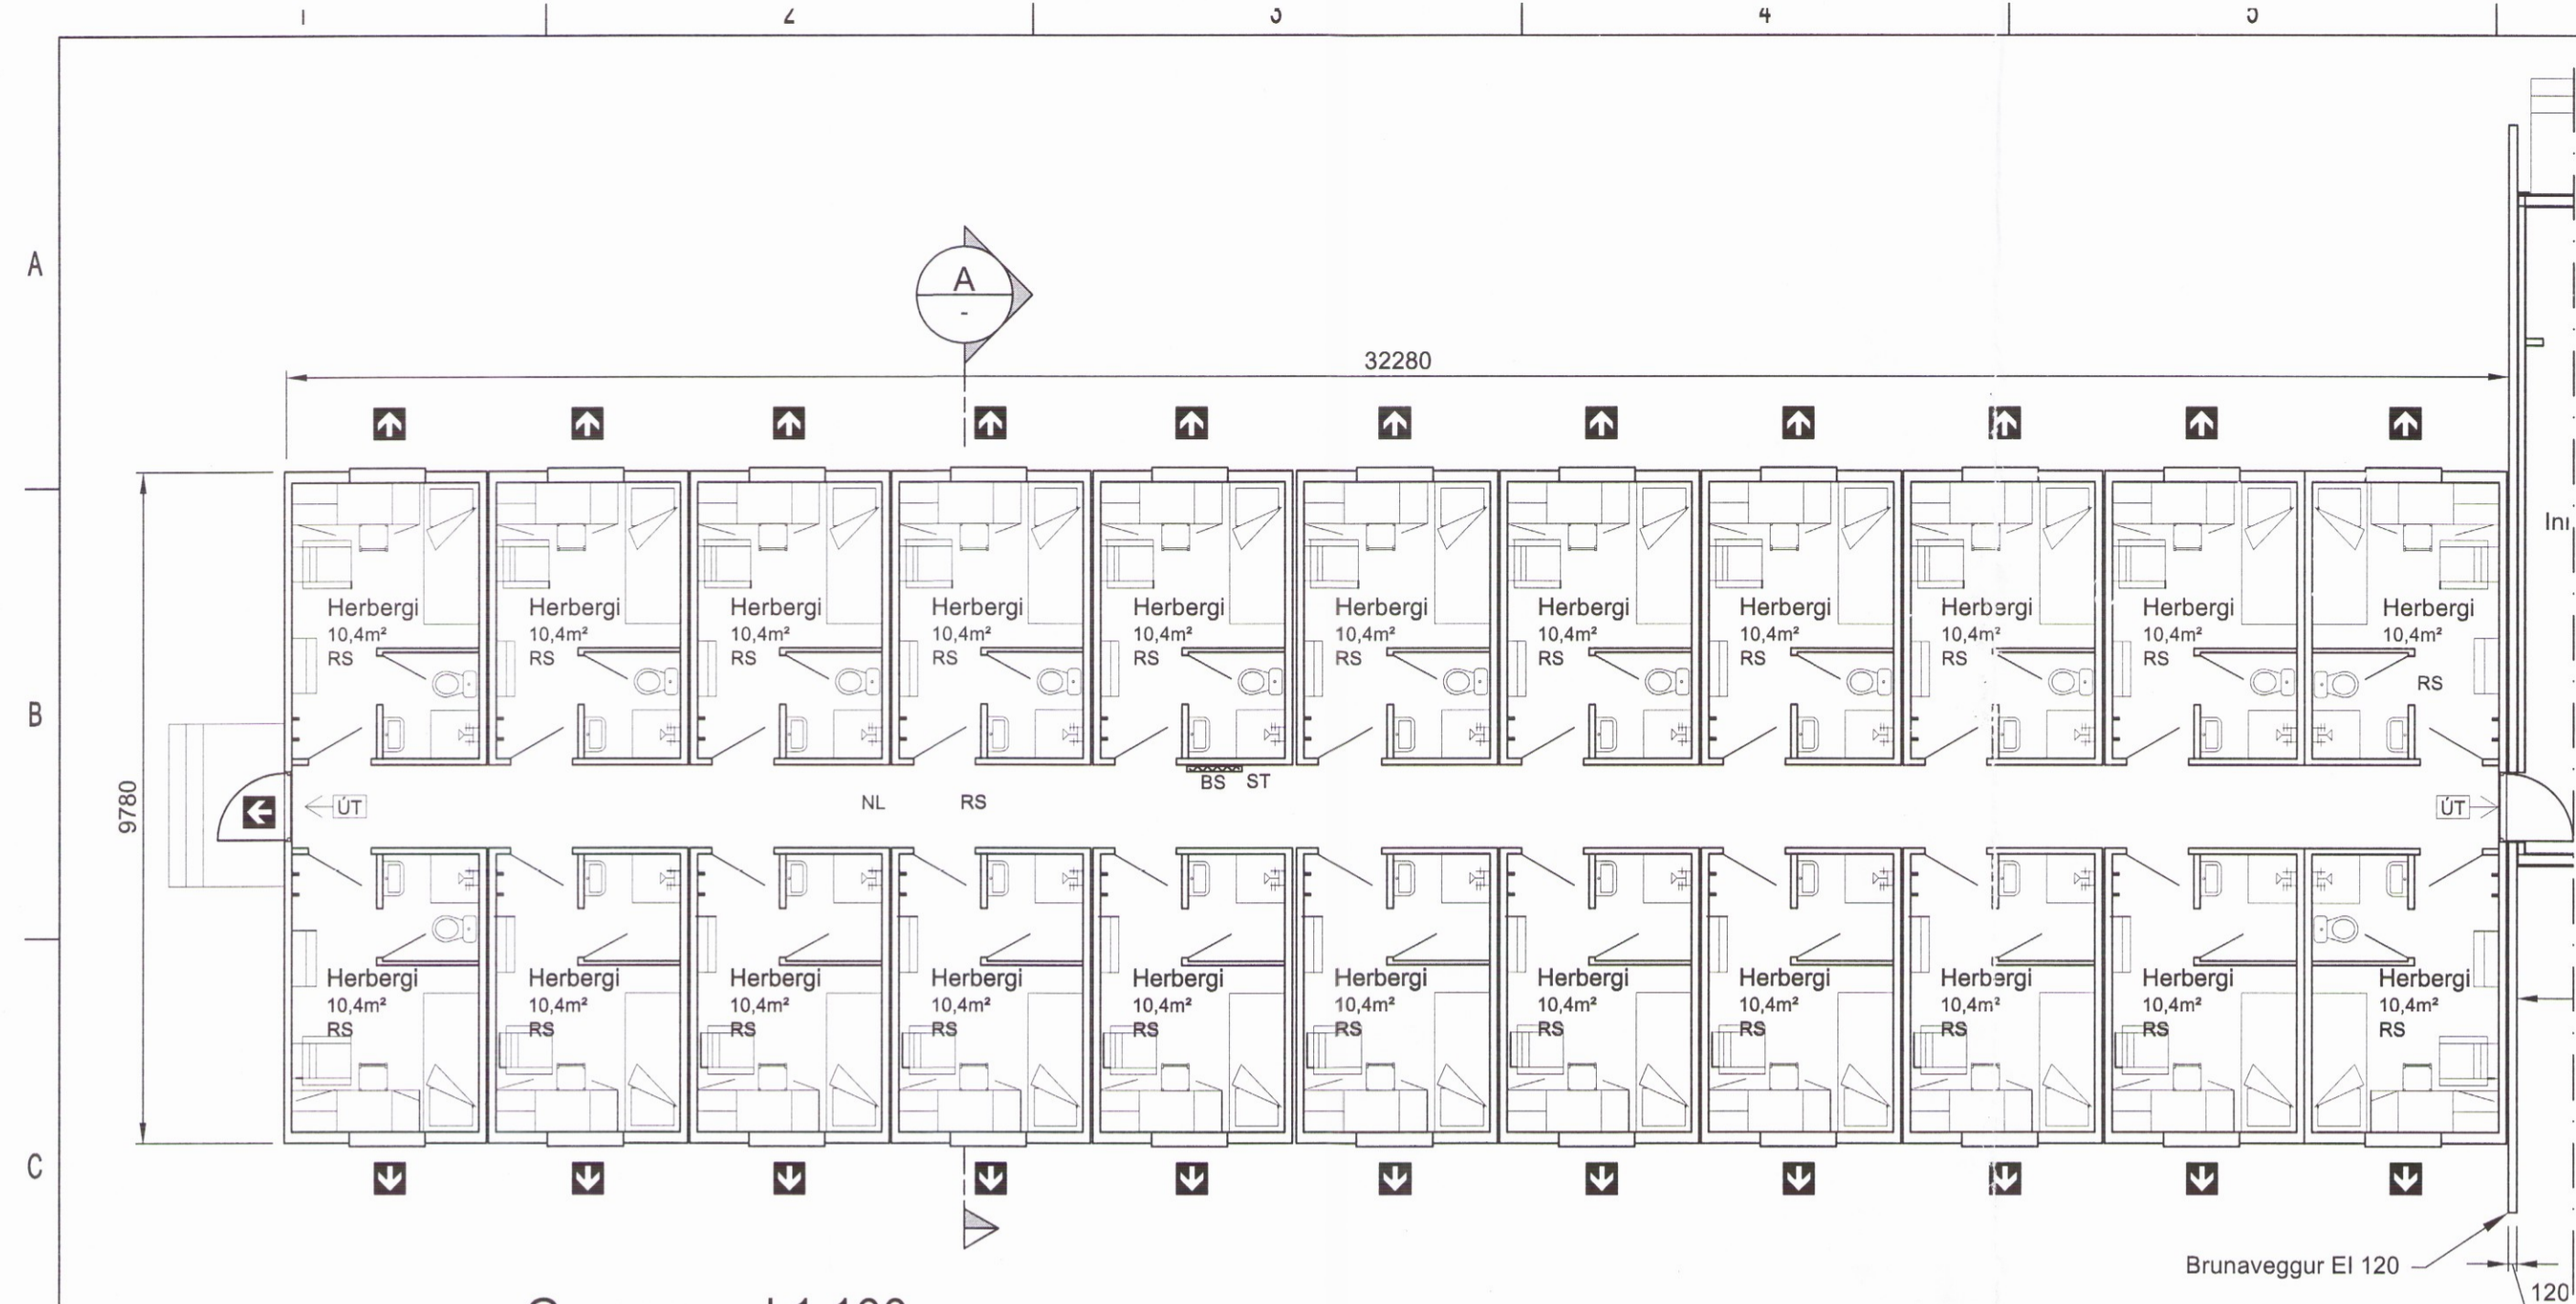 1 2 3 4 5
A
A
-
32280
Herbergi Herbergi Herbergi Herbergi Herbergi Herbergi Herbergi Herbergi Herbergi Herbergi Herbergi
10,4m² 10,4m² 10,4m² 10,4m² 10,4m² 10,4m² 10,4m² 10,4m² 10,4m² 10,4m² 10,4m²
RS RS RS RS RS RS RS RS RS RS RS
B
BS ST
9780
ÚT NL RS ÚT
Herbergi Herbergi Herbergi Herbergi Herbergi Herbergi Herbergi Herbergi Herbergi Herbergi Herbergi
10,4m² 10,4m² 10,4m² 10,4m² 10,4m² 10,4m² 10,4m² 10,4m² 10,4m² 10,4m² 10,4m²
RS RS RS RS RS RS RS RS RS RS RS
C
Brunaveggur EI 120
120